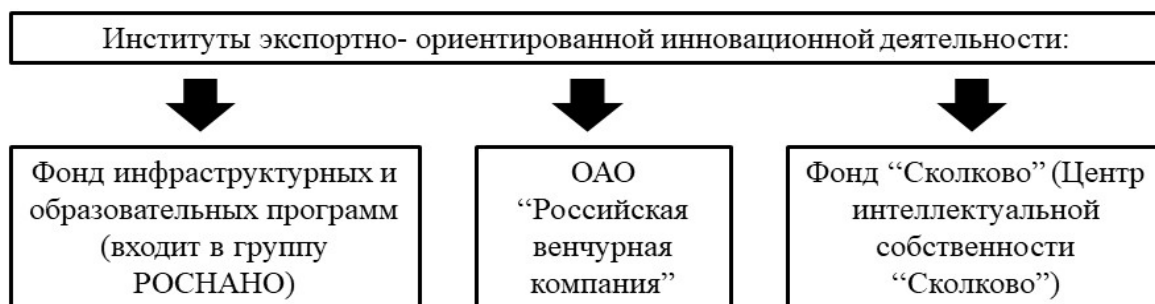 Институты экспортно- ориентированной инновационной деятельности:
Фонд инфраструктурных и
образовательных программ
(входит в группу
РОСНАНО)
ОАО
“Российская
венчурная
компания”
Фонд “Сколково” (Центр
интеллектуальной
собственности
“Сколково”)